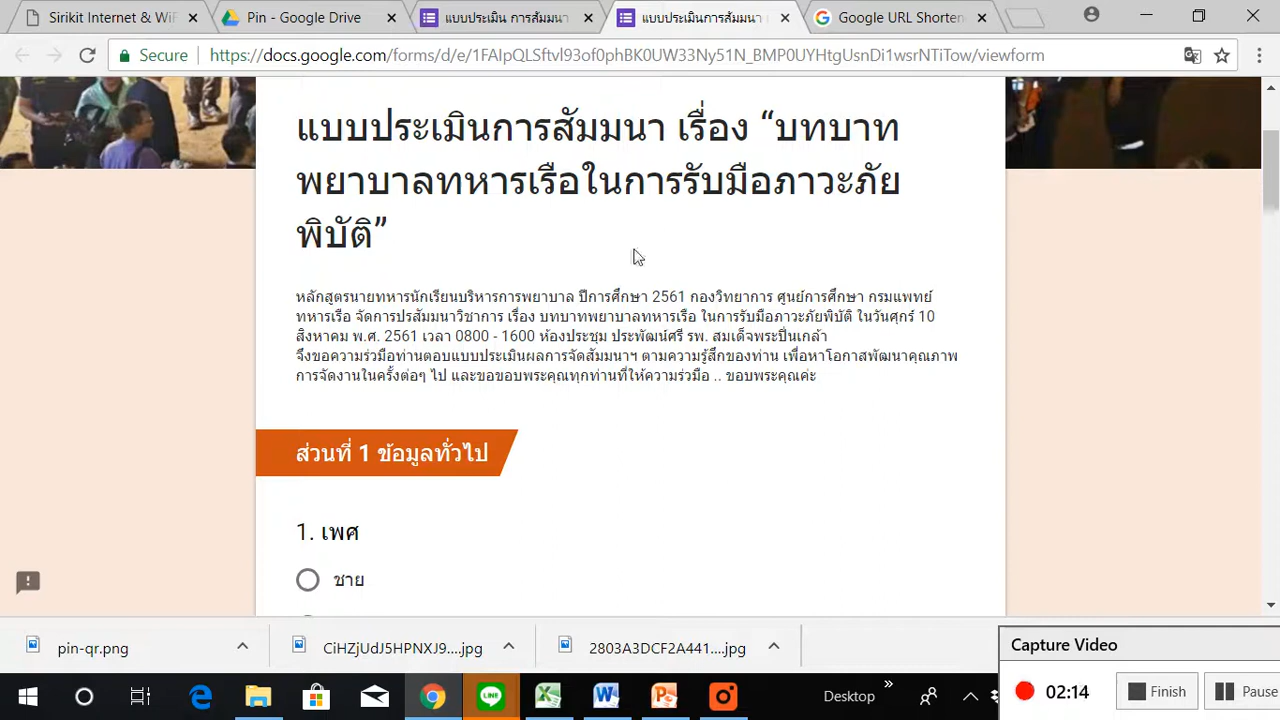 Sirikit Internet & WiF
Pin - Google Drive
แบบประเมิน การสัมมนา
แบบประเมินการสัมมนา
Google URL Shorten
Secure
https://docs.google.com/forms/d/e/1FAIpQLSftvl93of0phBK0UW33Ny51N_BMP0UYHtgUsnDi1wsrNTiTow/viewform
แบบประเมินการสัมมนา เรื่อง “บทบาท
พยาบาลทหารเรือในการรับมือภาวะภัย
พิบัติ”
หลักสูตรนายทหารนักเรียนบริหารการพยาบาล ปีการศึกษา 2561 กองวิทยาการ ศูนย์การศึกษา กรมแพทย์
ทหารเรือ จัดการปรสัมมนาวิชาการ เรื่อง บทบาทพยาบาลทหารเรือ ในการรับมือภาวะภัยพิบัติ ในวันศุกร์ 10
สิงหาคม พ.ศ. 2561 เวลา 0800 - 1600 ห้องประชุม ประพัฒน์ศรี รพ. สมเด็จพระปิ่นเกล้า
จึงขอความร่วมมือท่านตอบแบบประเมินผลการจัดสัมมนาฯ ตามความรู้สึกของท่าน เพื่อหาโอกาสพัฒนาคุณภาพ
การจัดงานในครั้งต่อๆ ไป และขอขอบพระคุณทุกท่านที่ให้ความร่วมมือ .. ขอบพระคุณค่ะ
ส่วนที่ 1 ข้อมูลทั่วไป
1. เพศ
ชาย
pin-qr.png
CiHZjUdJ5HPNXJ9....jpg
2803A3DCF2A441....jpg
Capture Video
02:14
Finish
Pause
LINE
Desktop